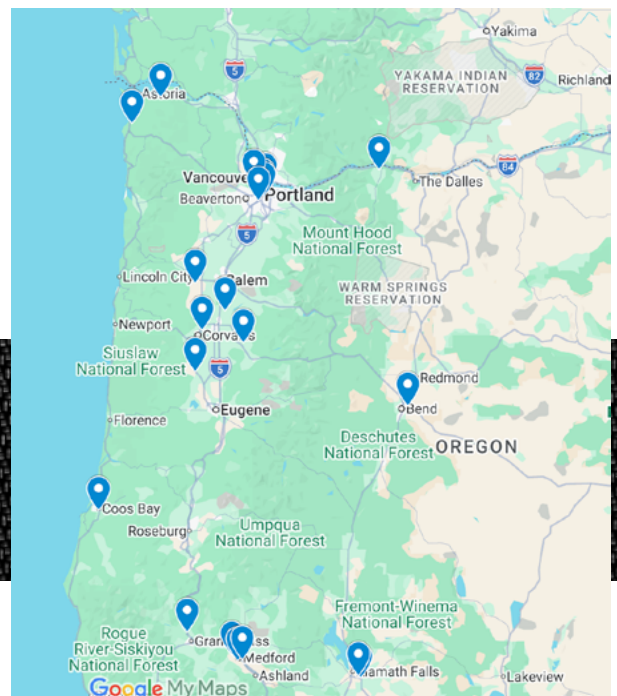 Yakima
5
82
YAKAMA INDIAN
RESERVATION
Richland
Astoria
84
Vancouve
The Dalles
Beaverton
Portland
5
Mount Hood
National Forest
Lincoln City
Salem
WARM SPRINGS
RESERVATION
Newport
Corvallis
Siuslaw
National Forest
5
Redmond
Eugene
Bend
Florence
Deschutes
National Forest
OREGON
Coos Bay
Roseburg
Umpqua
National Forest
Fremont-Winema
National Forest
Rogue
River-Siskiyou
National Forest
Grants Pass
Medford
Klamath Falls
Ashland
Lakeview
Google My Maps